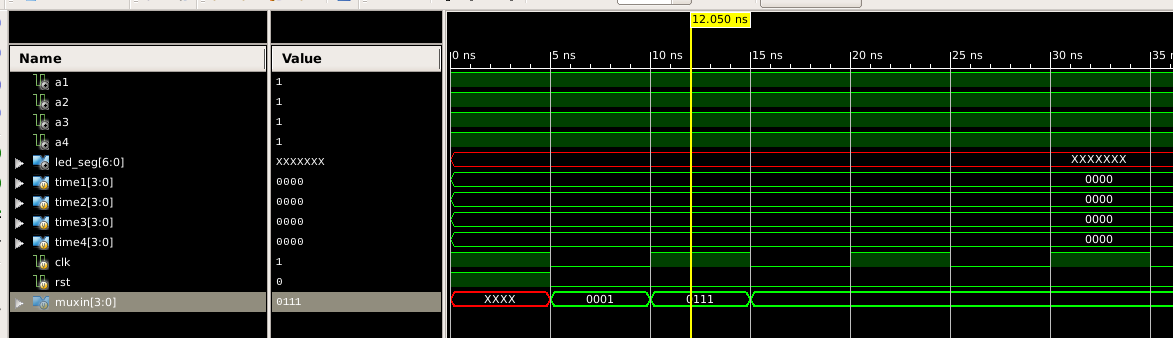 12.050 ns
Name Value 0 ns 5 ns 10 ns 15 ns 20 ns 25 ns 30 ns 35 n
a1 1
a2 1
a3 1
a4 1
led_seg[6:0] XXXXXXX XXXXXXX
time1[3:0] 0000 0000
time2[3:0] 0000 0000
time3[3:0] 0000 0000
time4[3:0] 0000 0000
clk 1
rst 0
muxin[3:0] 0111 XXXX 0001 0111